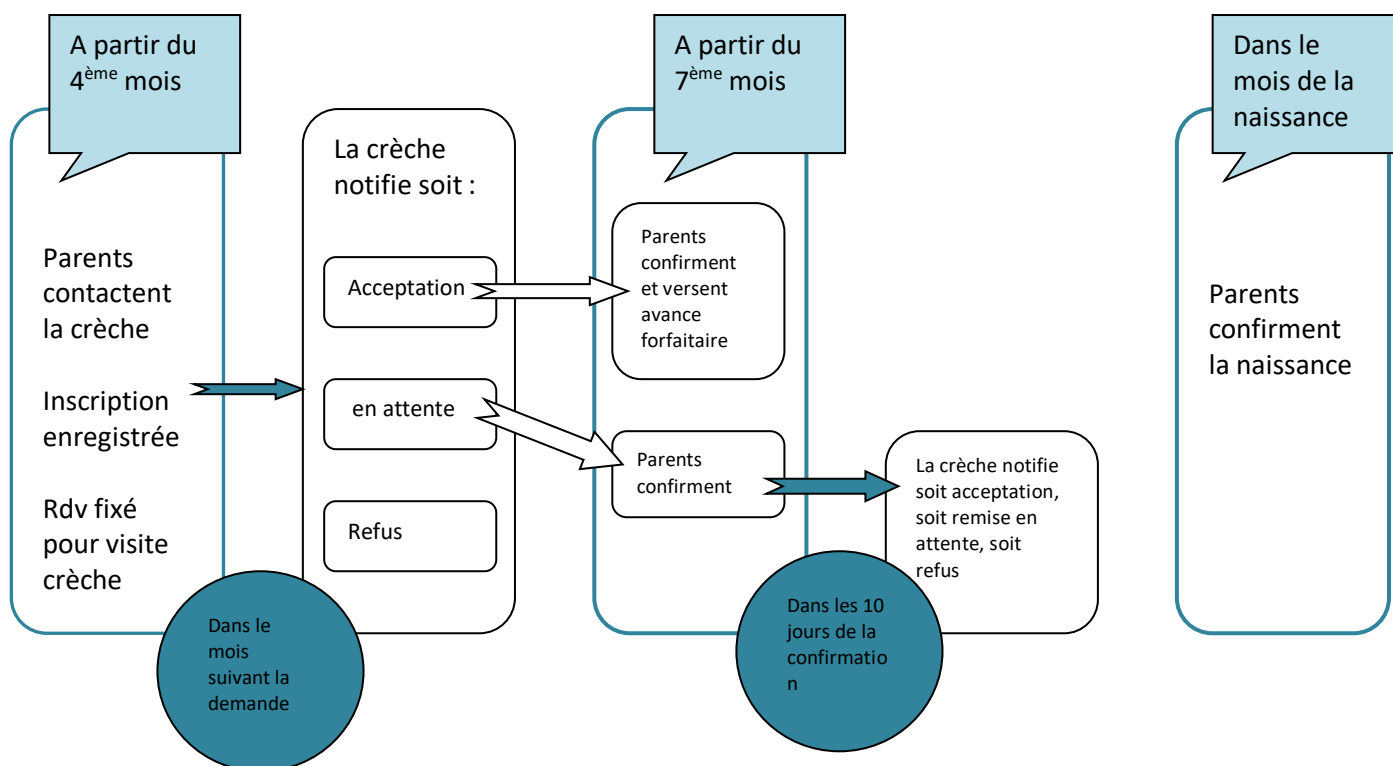 A partir du
4ème mois
Parents
contactent
la crèche
Inscription
enregistrée
Rdv fixé
pour visite
crèche
Dans le
mois
suivant la
demande
La crèche
notifie soit :
Acceptation
en attente
Refus
A partir du
7ème mois
Parents
confirment
et versent
avance
forfaitaire
Parents
confirment
Dans les 10
jours de la
confirmatio
n
La crèche notifie
soit acceptation,
soit remise en
attente, soit
refus
Dans le
mois de la
naissance
Parents
confirment
la naissance